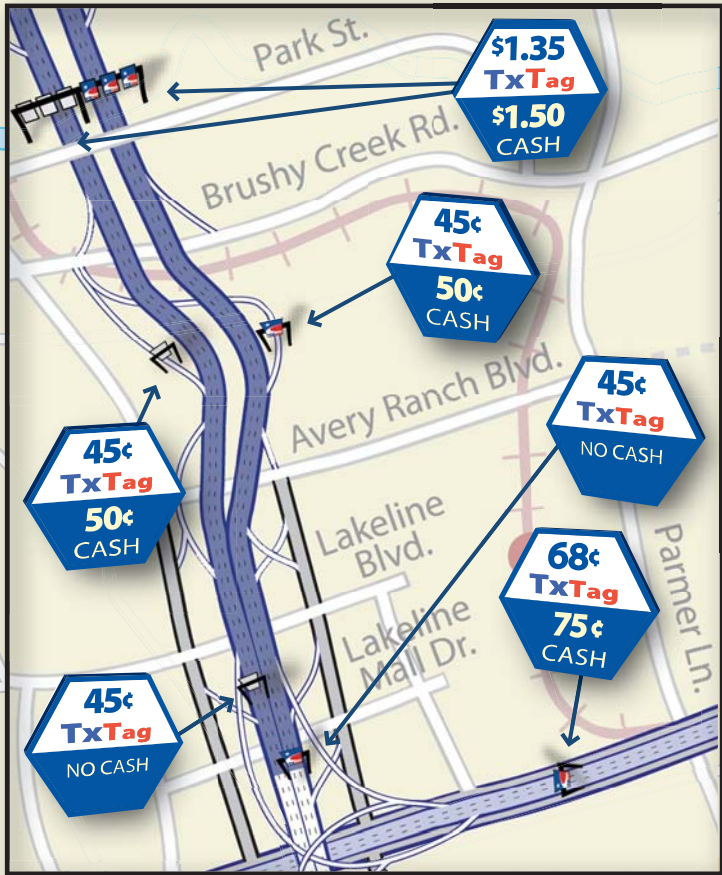 Park St.
$1.35
TxTag
$1.50
CASH
Brushy Creek Rd.
45¢
TxTag
50¢
CASH
Avery Ranch Blvd.
45¢
TxTag
NO CASH
45¢
TxTag
50¢
CASH
Lakeline
Blvd.
68¢
TxTag
75¢
CASH
Parmer Ln.
Lakeline
Mall Dr.
45¢
TxTag
NO CASH